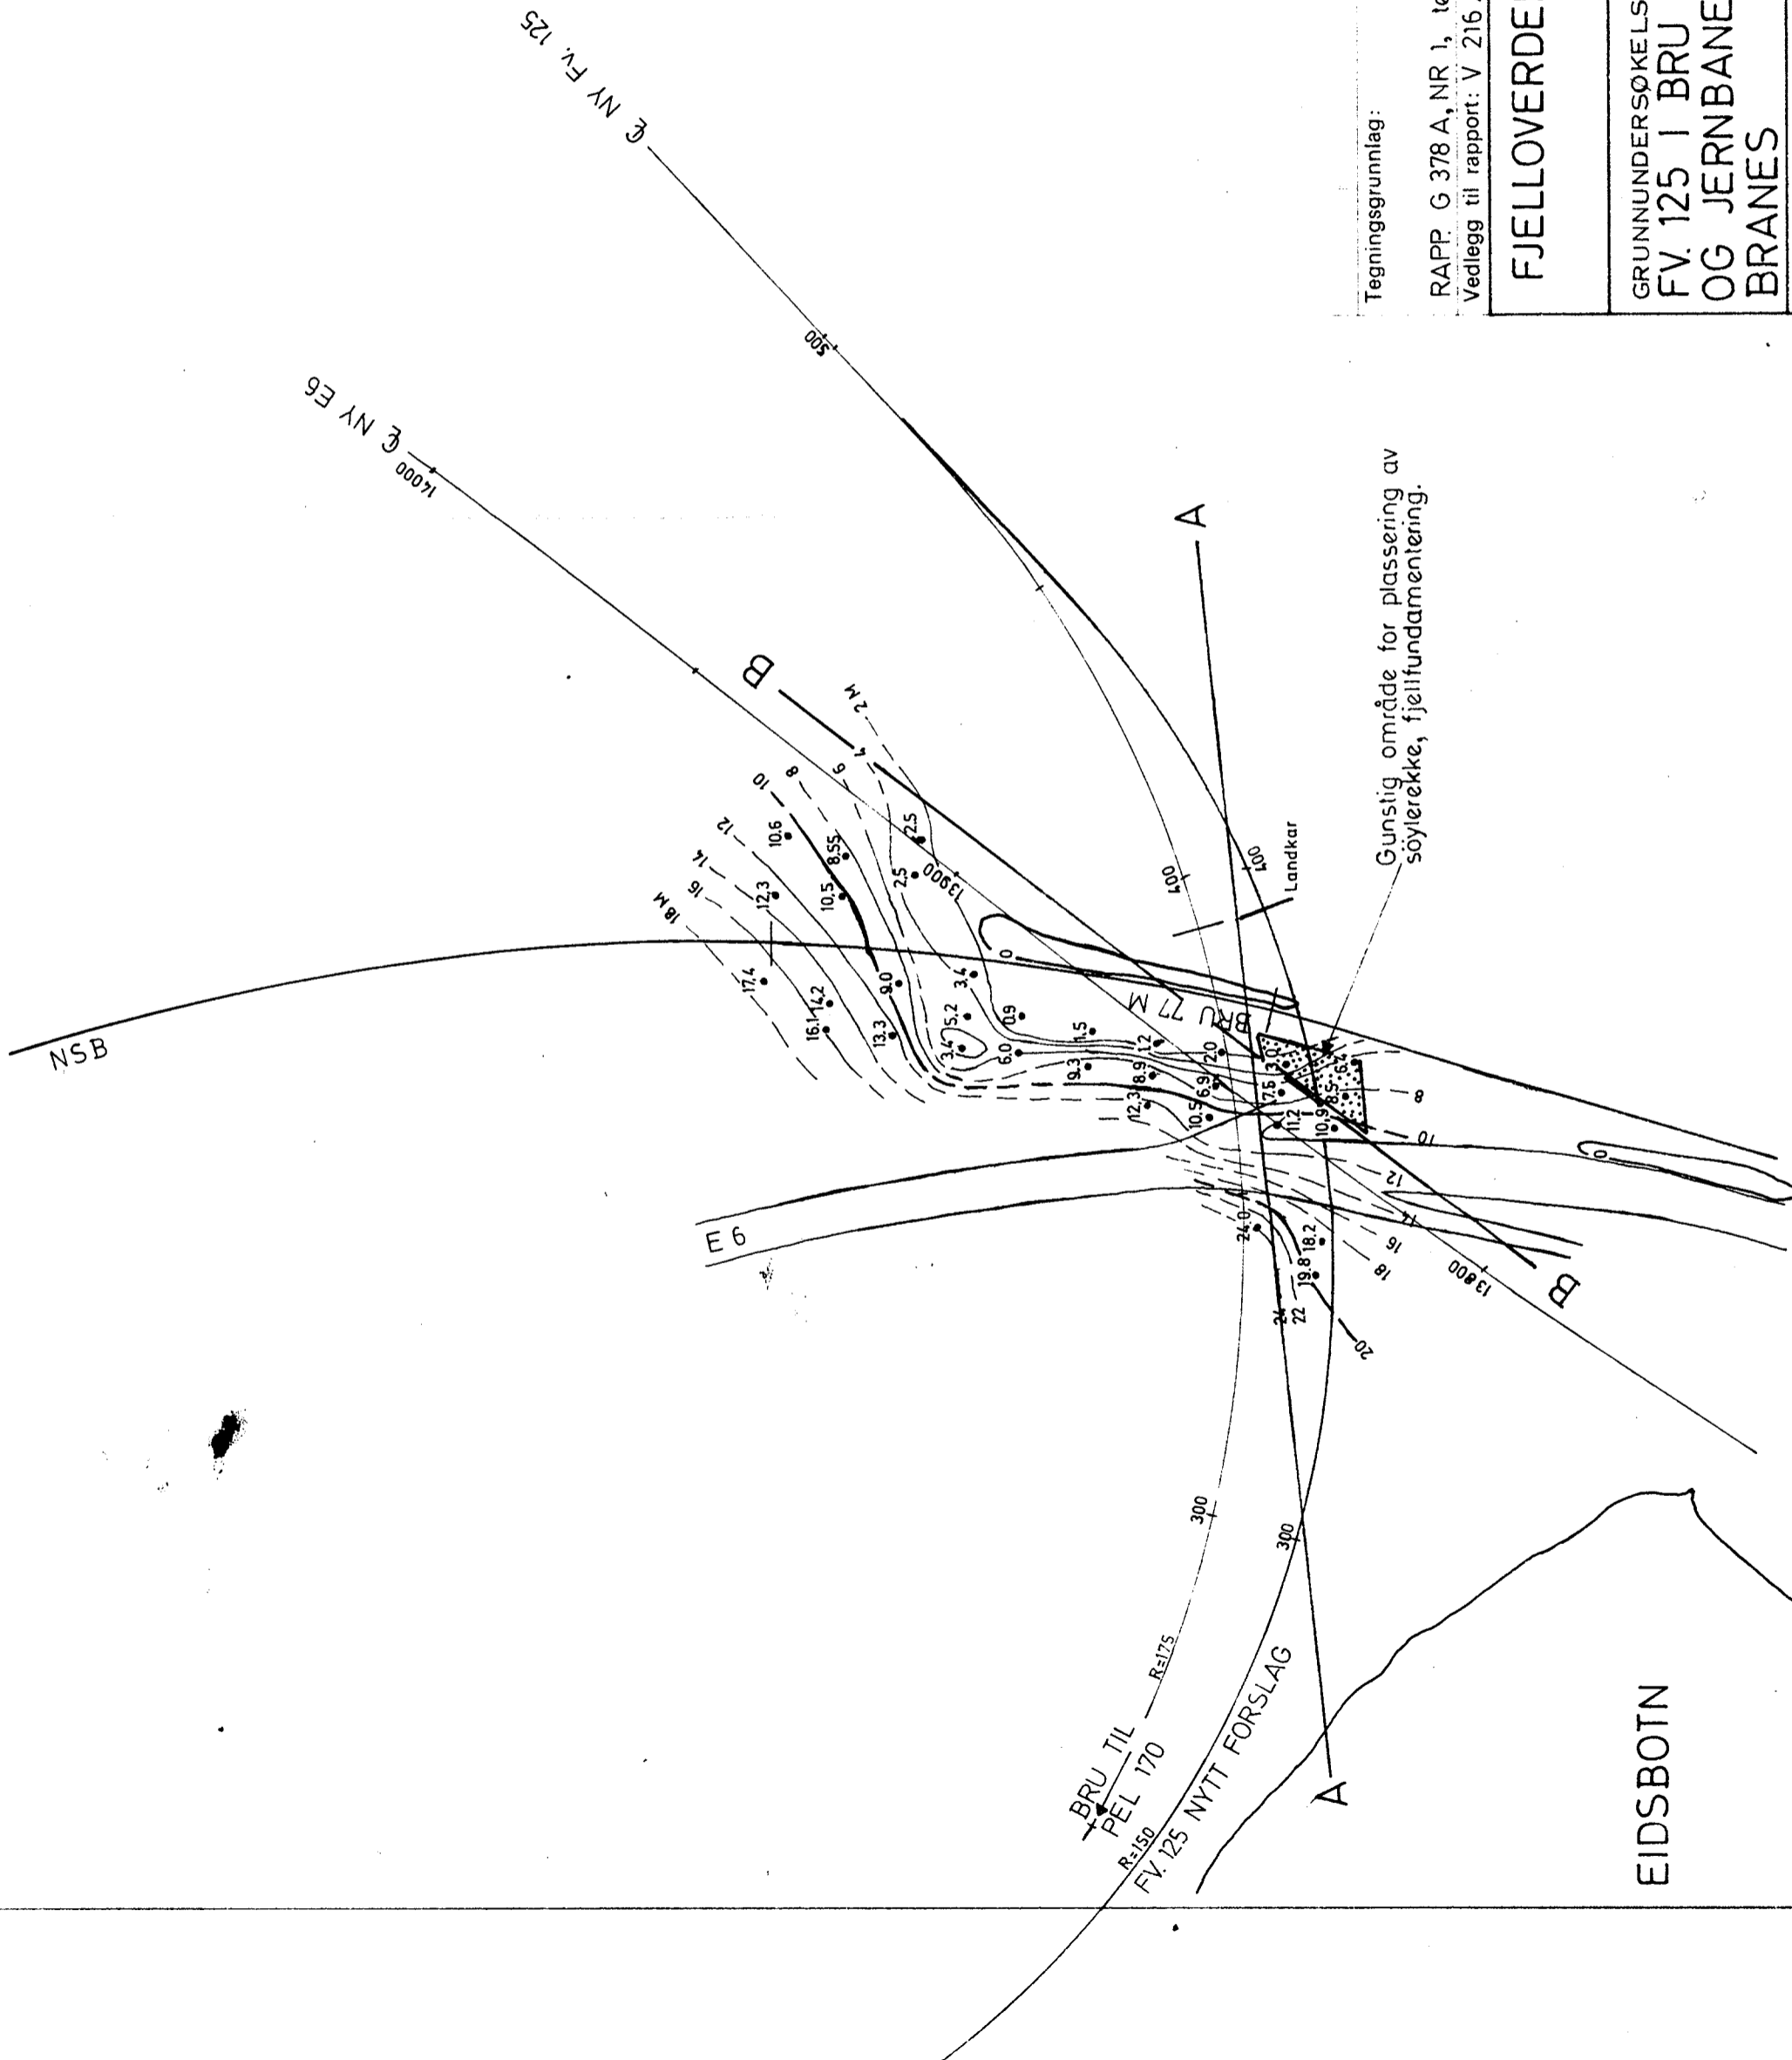 NSB
E 6
℄ NY E6
14000
℄ NY Fv. 125
500
B
2 M
4
6
8
10
12
14
16
18 M
10.6
8.55
10,5
12,3
17,4
14,2
16.1
13.3
9.0
2.5
2,5
13900
3,4
5.2
3,4
0.9
6.0
0
1.5
9.3
1.2
8.9
12,3
2.0
6.9
10,5
BRU 77 M
3.0
7,5
11,2
6,4
8,5
10,9
400
400
Landkar
A
Gunstig område for plassering av
söylerekke, fjellfundamentering.
8
10
12
14
16
18
20
22
24
24.0
18.2
19.8
13800
B
0
300
300
R=175
BRU TIL
PEL 170
R=150
FV. 125 NYTT FORSLAG
A
EIDSBOTN
Tegningsgrunnlag:
RAPP. G 378 A, NR 1,
Vedlegg til rapport: V 216
FJELLOVERDE
GRUNNUNDERSØKELS
FV. 125 I BRU
OG JERNBANE
BRANES